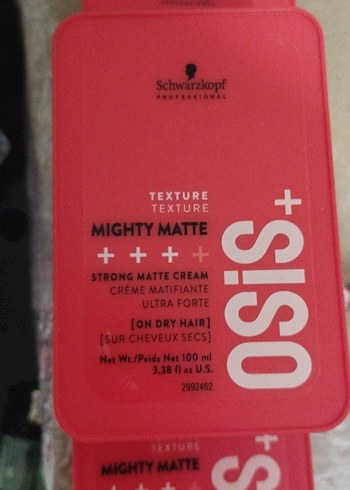 Schwarzkopf
PROFESSIONAL
TEXTURE
TEXTURE
MIGHTY MATTE
+ + + +
STRONG MATTE CREAM
CRÈME MATIFIANTE
ULTRA FORTE
[ON DRY HAIR]
[SUR CHEVEUX SECS]
Net Wt./Poids Net 100 ml
3.38 fl oz U.S.
2992462
OSiS+
TEXTURE
MIGHTY MATTE